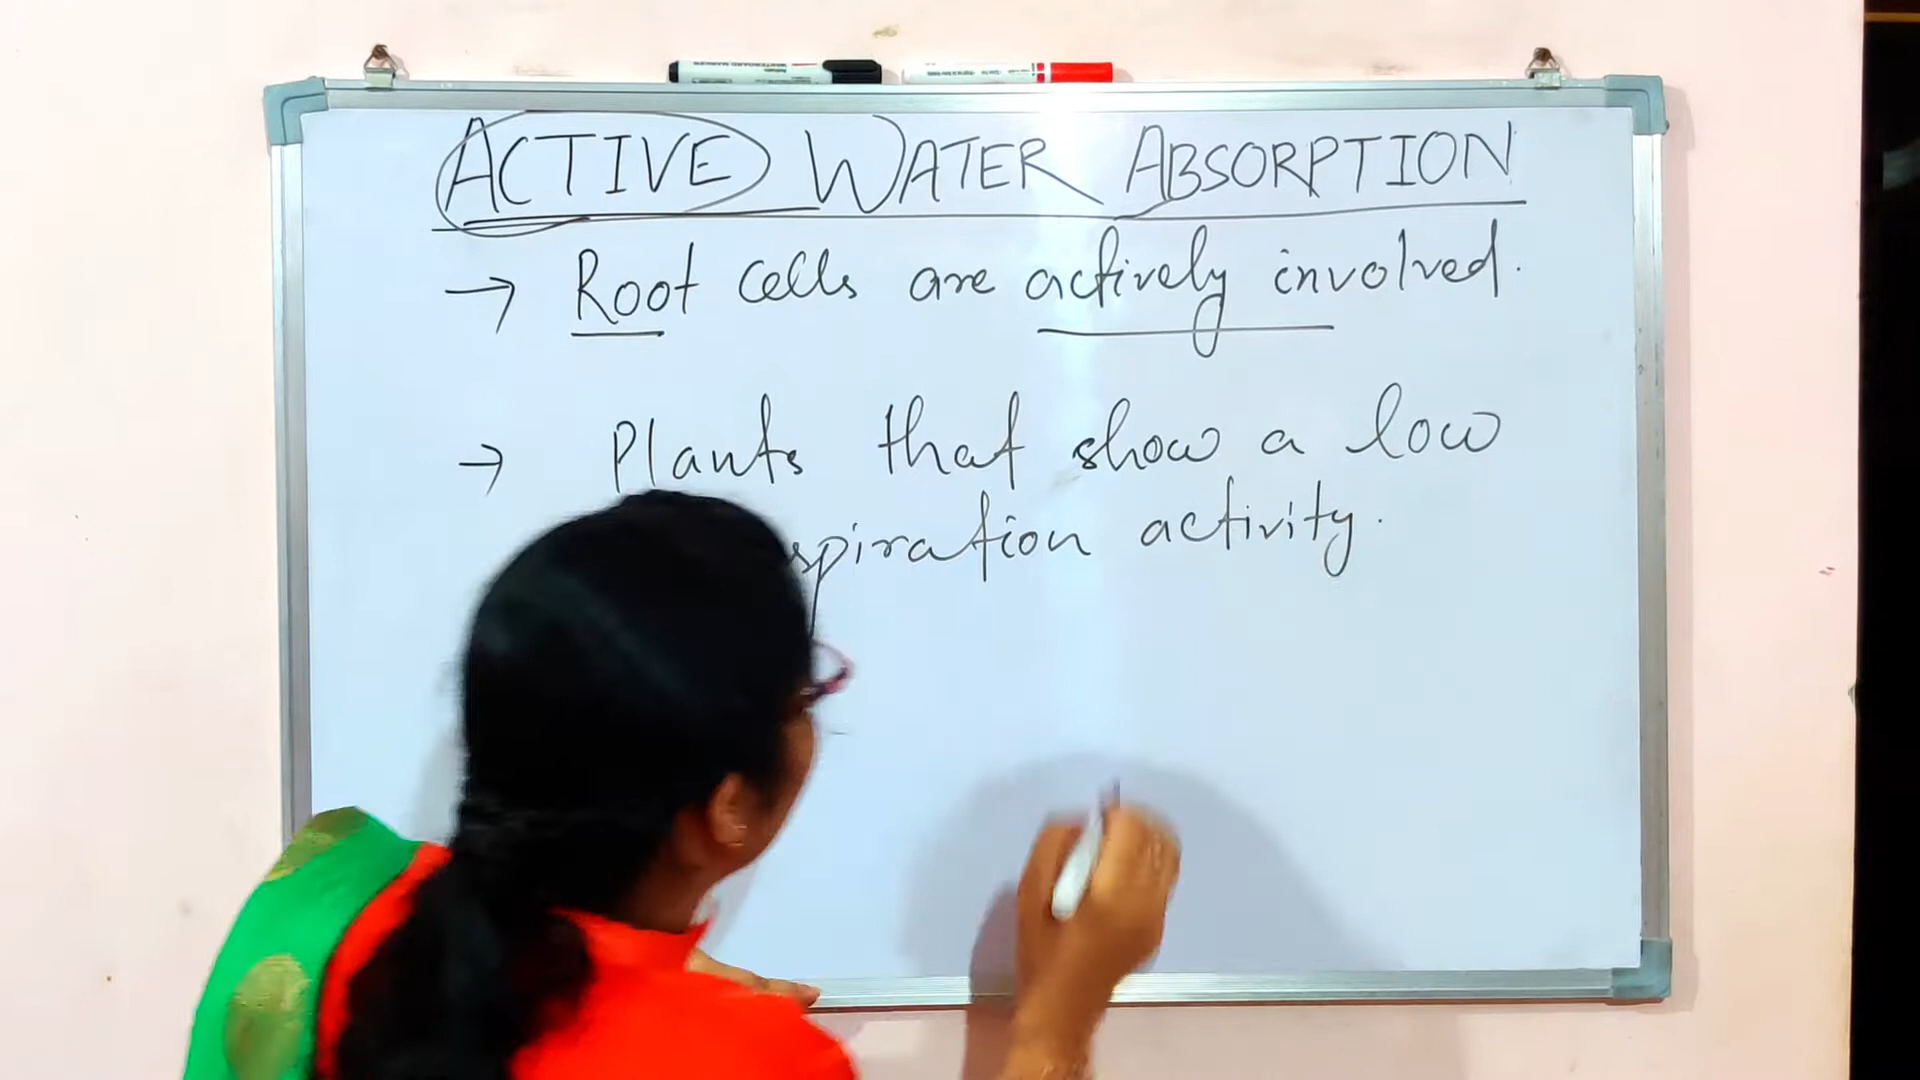 ACTIVE WATER ABSORPTION
→ Root cells are actively involved.
→ Plants that show a low
spiration activity.